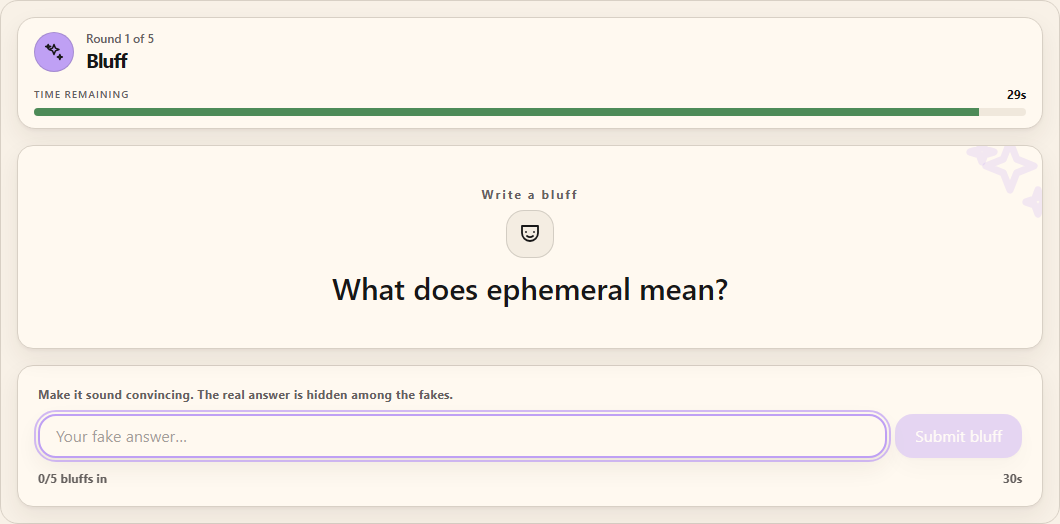 Round 1 of 5
Bluff
TIME REMAINING
29s
Write a bluff
What does ephemeral mean?
Make it sound convincing. The real answer is hidden among the fakes.
Your fake answer...
Submit bluff
0/5 bluffs in
30s